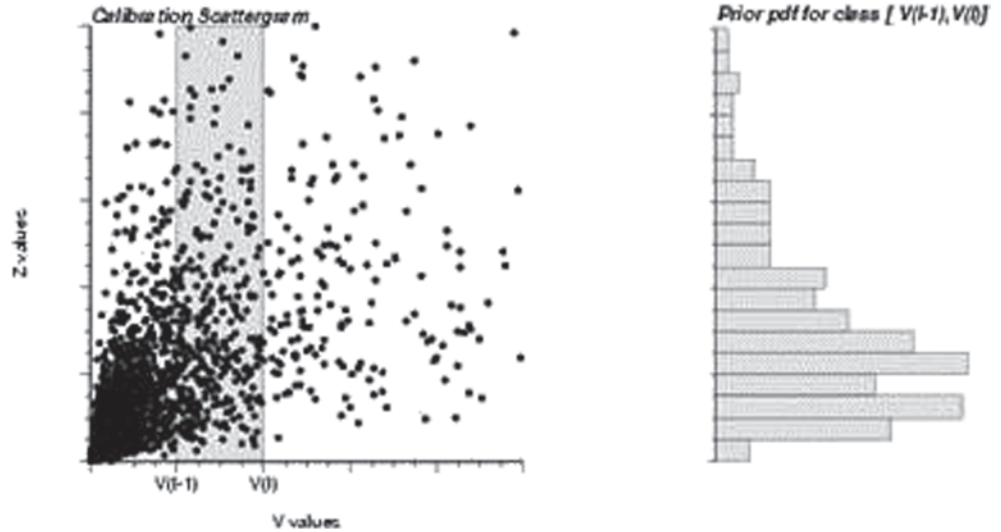 Calibration Scattergram
Prior pdf for class [ V(l-1), V(l)]
Z values
V(l-1)
V(l)
V values